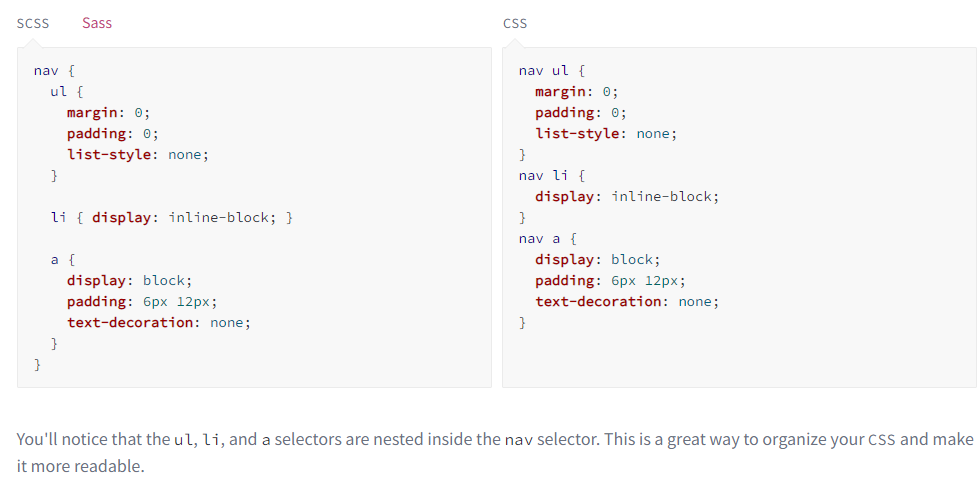 SCSS Sass
nav {
  ul {
    margin: 0;
    padding: 0;
    list-style: none;
  }

  li { display: inline-block; }

  a {
    display: block;
    padding: 6px 12px;
    text-decoration: none;
  }
}
CSS
nav ul {
  margin: 0;
  padding: 0;
  list-style: none;
}
nav li {
  display: inline-block;
}
nav a {
  display: block;
  padding: 6px 12px;
  text-decoration: none;
}
You'll notice that the ul, li, and a selectors are nested inside the nav selector. This is a great way to organize your CSS and make
it more readable.